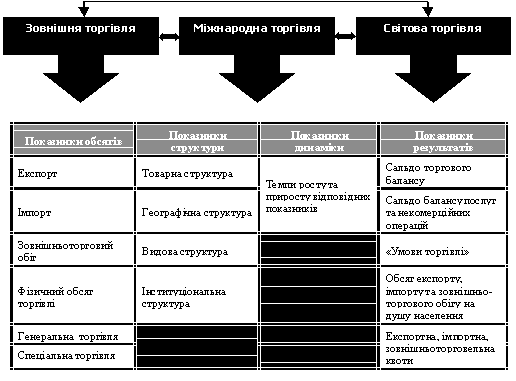 Зовнішня торгівля
Міжнародна торгівля
Світова торгівля
Показники обсягів
Показники
структури
Показники
динаміки
Показники
результатів
Експорт
Товарна структура
Темпи росту та
приросту відповідних
показників
Сальдо торгового
балансу
Імпорт
Географічна структура
Сальдо балансу послуг
та некомерційних
операцій
Зовнішньоторговий
обіг
Видова структура
«Умови торгівлі»
Фізичний обсяг
торгівлі
Інституціональна
структура
Обсяг експорту,
імпорту та зовнішньо-
торгового обігу на
душу населення
Генеральна торгівля
Експортна, імпортна,
зовнішньоторговельна
квоти
Спеціальна торгівля